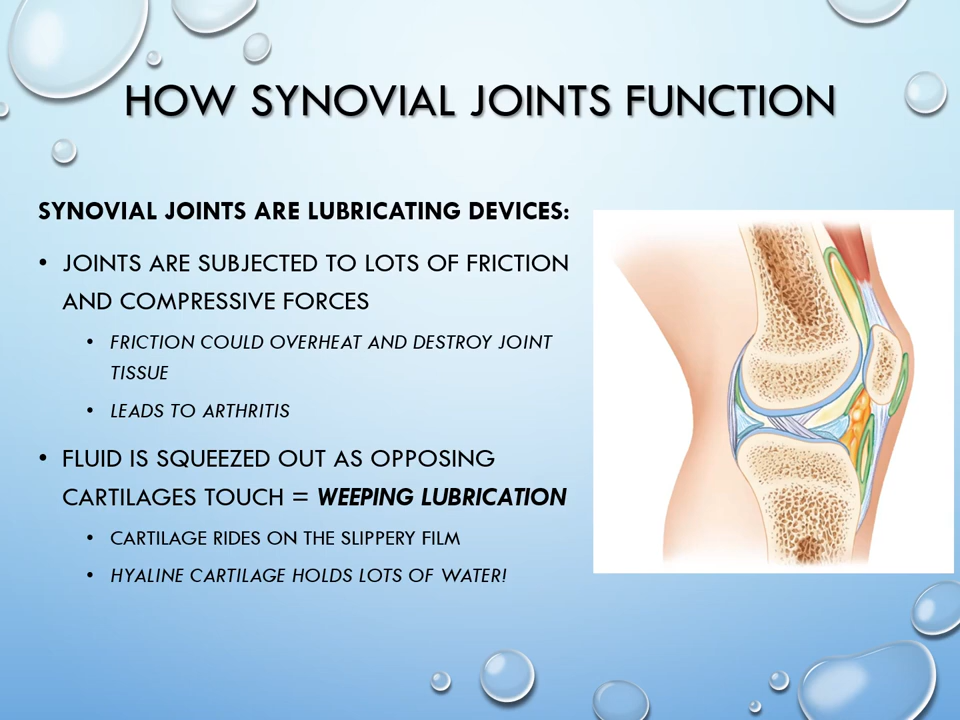 HOW SYNOVIAL JOINTS FUNCTION
SYNOVIAL JOINTS ARE LUBRICATING DEVICES:
• JOINTS ARE SUBJECTED TO LOTS OF FRICTION
AND COMPRESSIVE FORCES
• FRICTION COULD OVERHEAT AND DESTROY JOINT
TISSUE
• LEADS TO ARTHRITIS
• FLUID IS SQUEEZED OUT AS OPPOSING
CARTILAGES TOUCH = WEEPING LUBRICATION
• CARTILAGE RIDES ON THE SLIPPERY FILM
• HYALINE CARTILAGE HOLDS LOTS OF WATER!